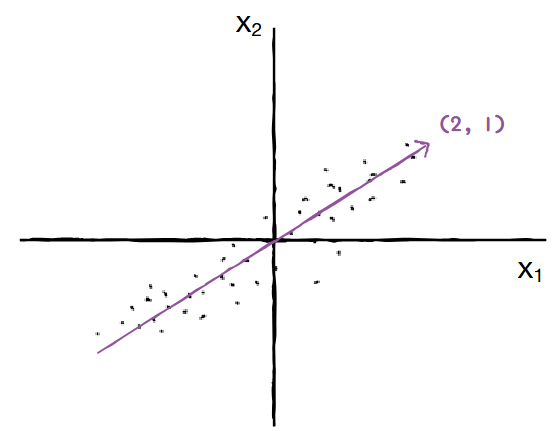 X₂
(2, 1)
X₁